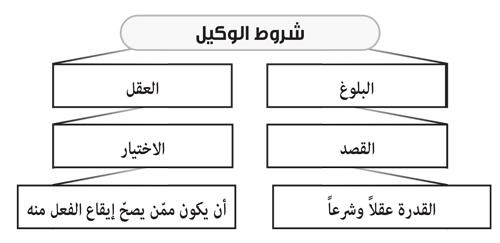 شروط الوكيل
البلوغ
العقل
القصد
الاختيار
القدرة عقلاً وشرعاً
أن يكون ممّن يصحّ إيقاع الفعل منه